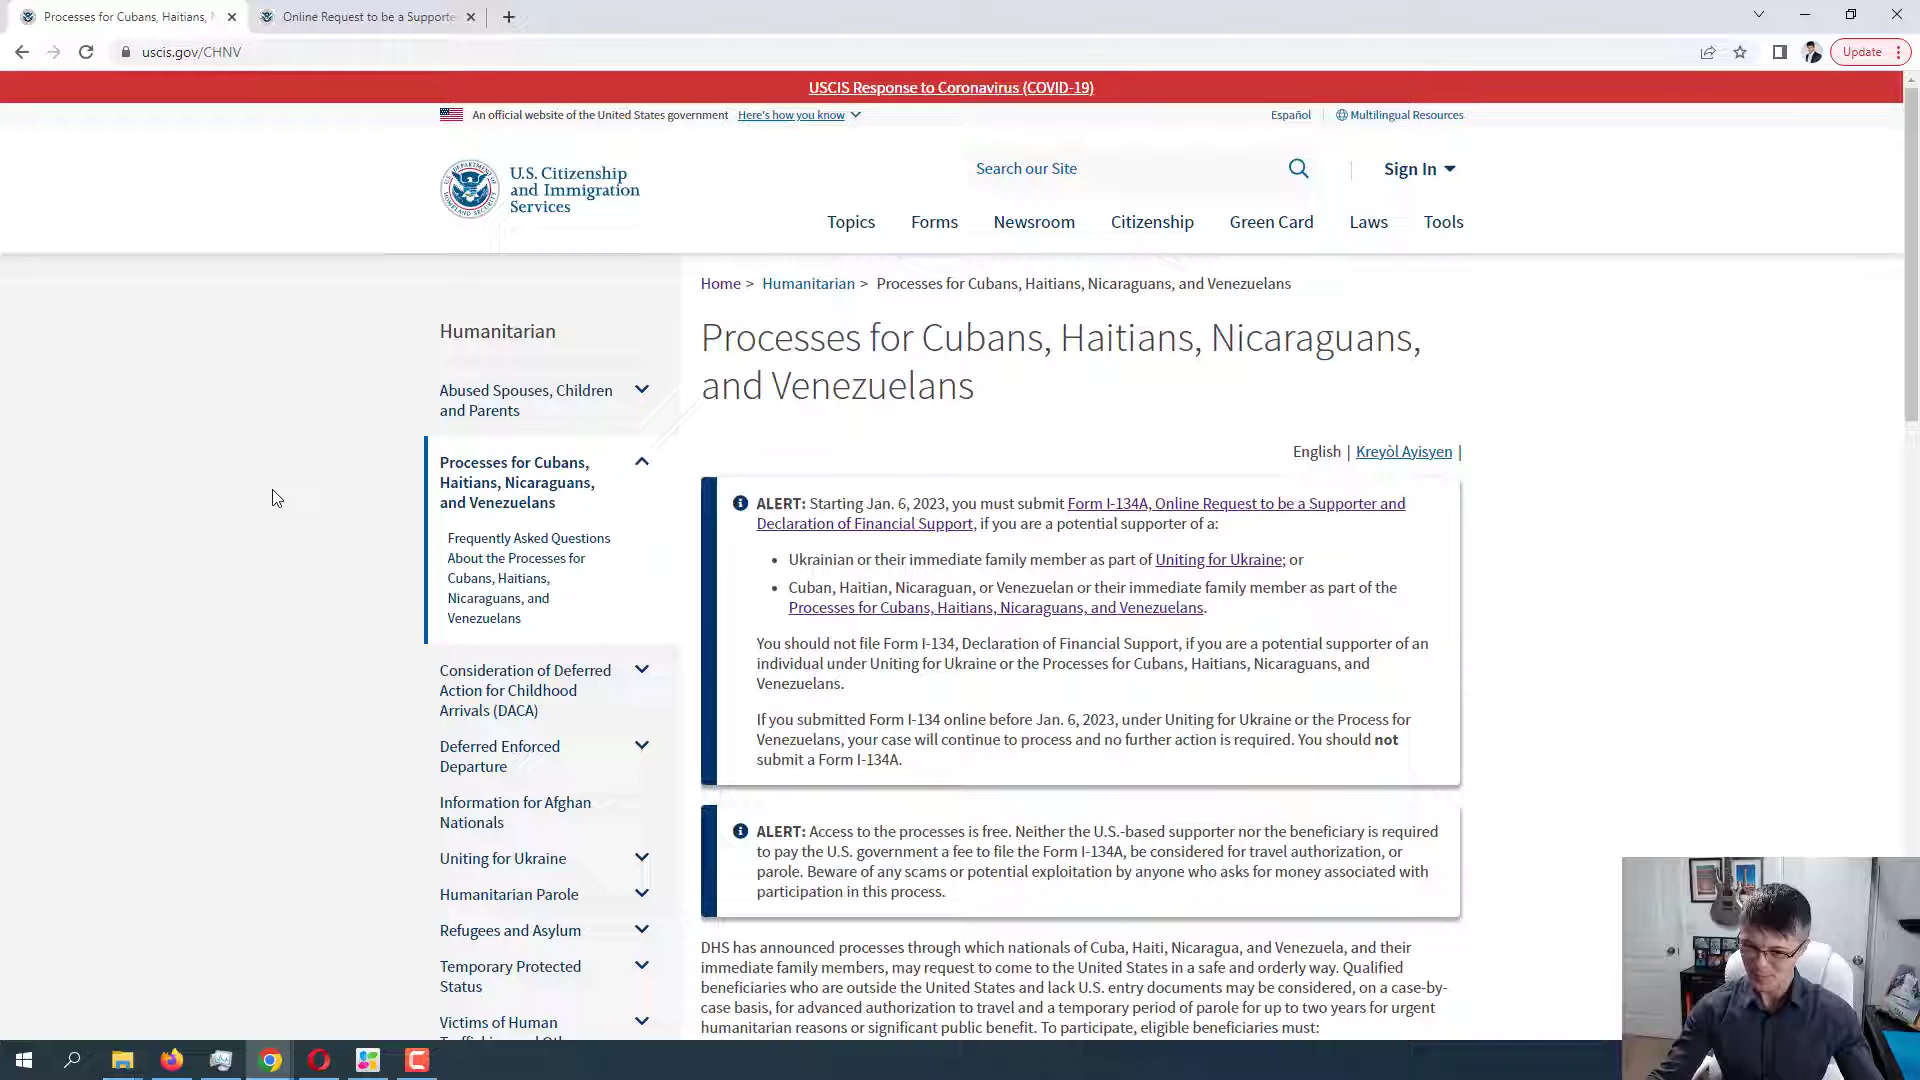 Processes for Cubans, Haitians, N
Online Request to be a Supporte
uscis.gov/CHNV
Update
USCIS Response to Coronavirus (COVID-19)
An official website of the United States government Here's how you know
Español
Multilingual Resources
U.S. Citizenship
and Immigration
Services
Search our Site
Sign In
Topics Forms Newsroom Citizenship Green Card Laws Tools
Home > Humanitarian > Processes for Cubans, Haitians, Nicaraguans, and Venezuelans
Humanitarian
Abused Spouses, Children
and Parents
Processes for Cubans,
Haitians, Nicaraguans,
and Venezuelans
Frequently Asked Questions
About the Processes for
Cubans, Haitians,
Nicaraguans, and
Venezuelans
Consideration of Deferred
Action for Childhood
Arrivals (DACA)
Deferred Enforced
Departure
Information for Afghan
Nationals
Uniting for Ukraine
Humanitarian Parole
Refugees and Asylum
Temporary Protected
Status
Victims of Human
Processes for Cubans, Haitians, Nicaraguans,
and Venezuelans
English | Kreyòl Ayisyen |
ALERT: Starting Jan. 6, 2023, you must submit Form I-134A, Online Request to be a Supporter and
Declaration of Financial Support, if you are a potential supporter of a:
• Ukrainian or their immediate family member as part of Uniting for Ukraine; or
• Cuban, Haitian, Nicaraguan, or Venezuelan or their immediate family member as part of the
Processes for Cubans, Haitians, Nicaraguans, and Venezuelans.
You should not file Form I-134, Declaration of Financial Support, if you are a potential supporter of an
individual under Uniting for Ukraine or the Processes for Cubans, Haitians, Nicaraguans, and
Venezuelans.
If you submitted Form I-134 online before Jan. 6, 2023, under Uniting for Ukraine or the Process for
Venezuelans, your case will continue to process and no further action is required. You should not
submit a Form I-134A.
ALERT: Access to the processes is free. Neither the U.S.-based supporter nor the beneficiary is required
to pay the U.S. government a fee to file the Form I-134A, be considered for travel authorization, or
parole. Beware of any scams or potential exploitation by anyone who asks for money associated with
participation in this process.
DHS has announced processes through which nationals of Cuba, Haiti, Nicaragua, and Venezuela, and their
immediate family members, may request to come to the United States in a safe and orderly way. Qualified
beneficiaries who are outside the United States and lack U.S. entry documents may be considered, on a case-by-
case basis, for advanced authorization to travel and a temporary period of parole for up to two years for urgent
humanitarian reasons or significant public benefit. To participate, eligible beneficiaries must: